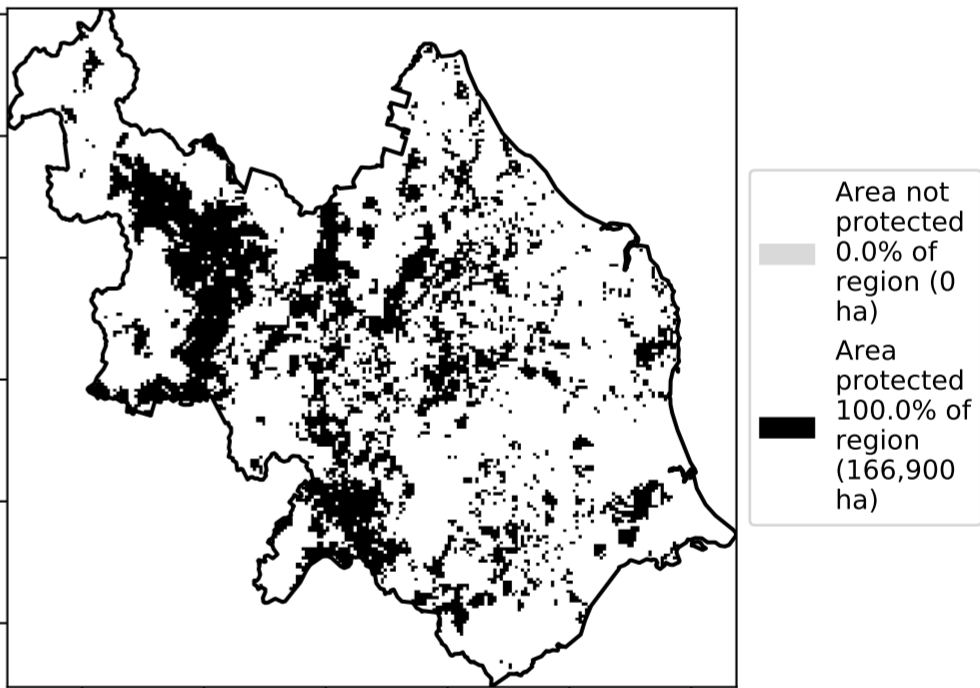 Area not
protected
0.0% of
region (0
ha)
Area
protected
100.0% of
region
(166,900
ha)